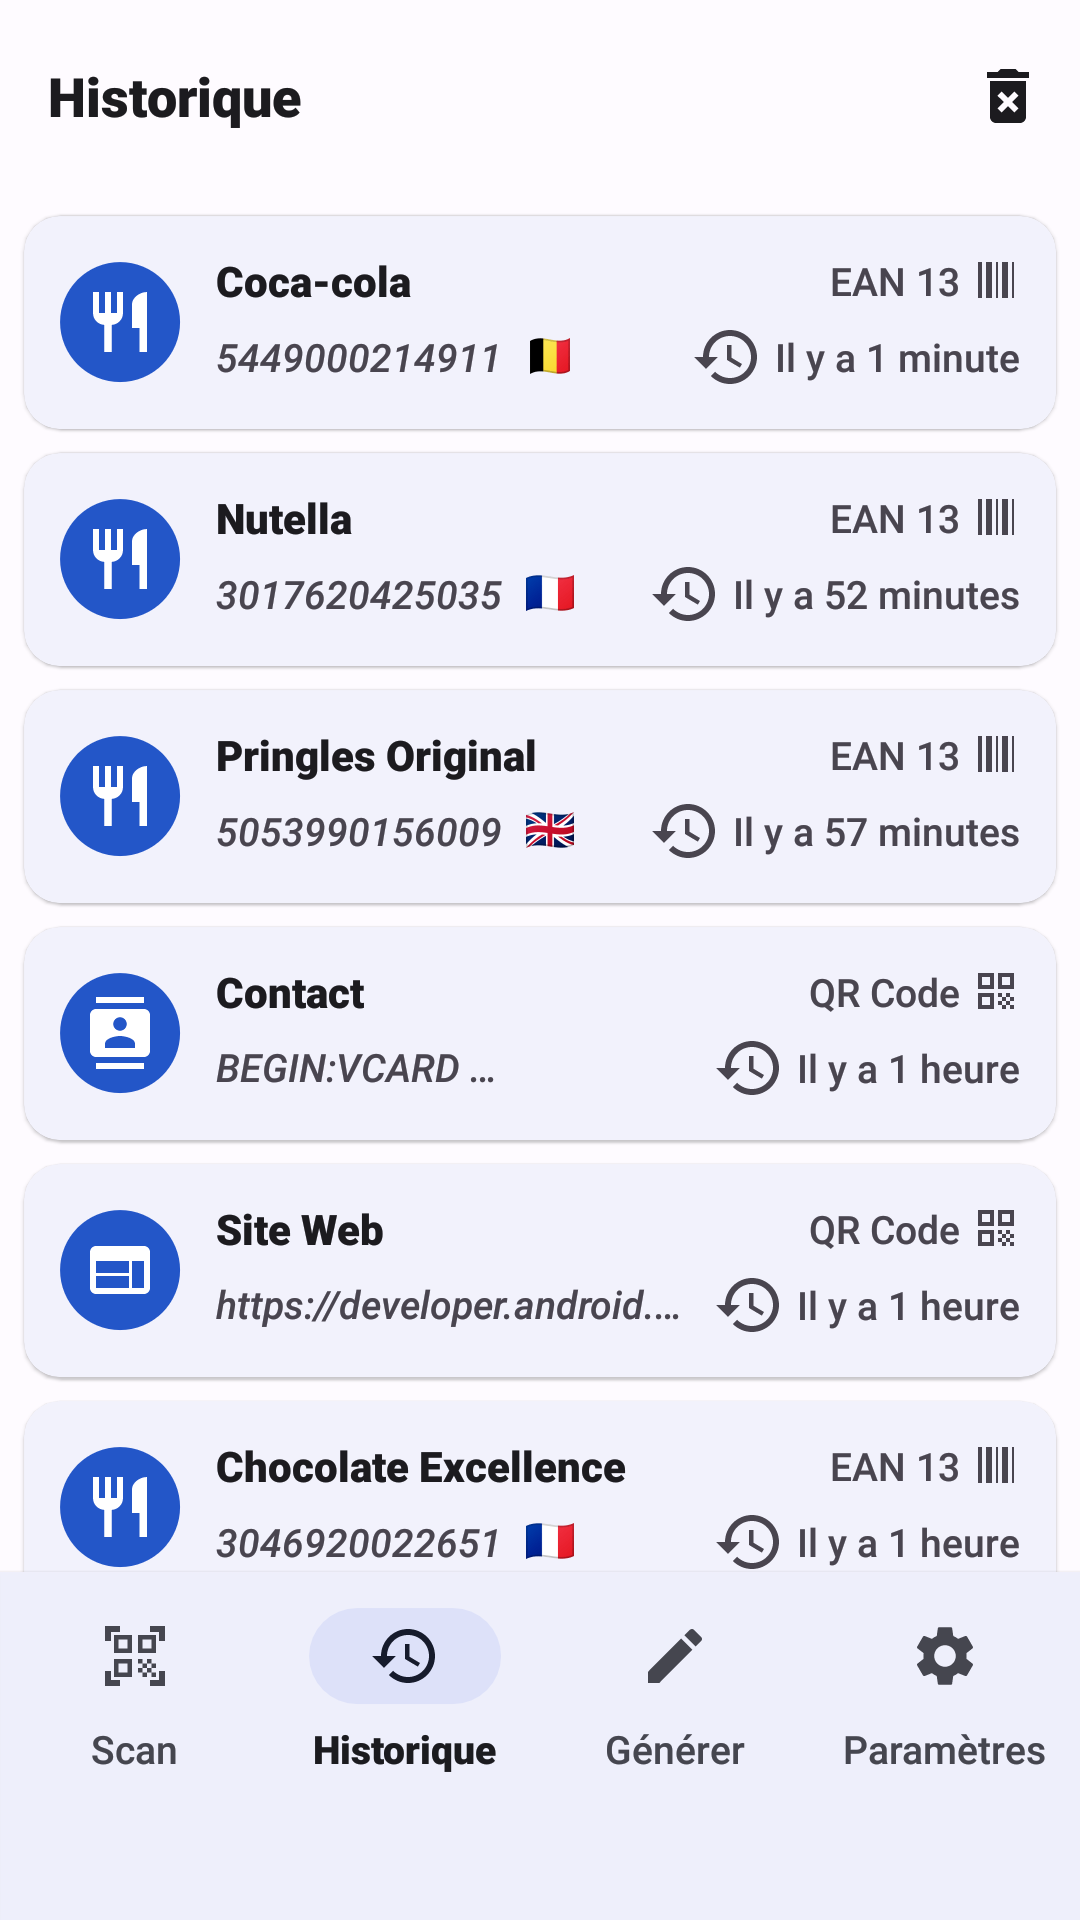 Historique
Coca-cola EAN 13
5449000214911 Il y a 1 minute
Nutella EAN 13
3017620425035 Il y a 52 minutes
Pringles Original EAN 13
5053990156009 Il y a 57 minutes
Contact QR Code
BEGIN:VCARD … Il y a 1 heure
Site Web QR Code
https://developer.android.… Il y a 1 heure
Chocolate Excellence EAN 13
3046920022651 Il y a 1 heure
Scan Historique Générer Paramètres